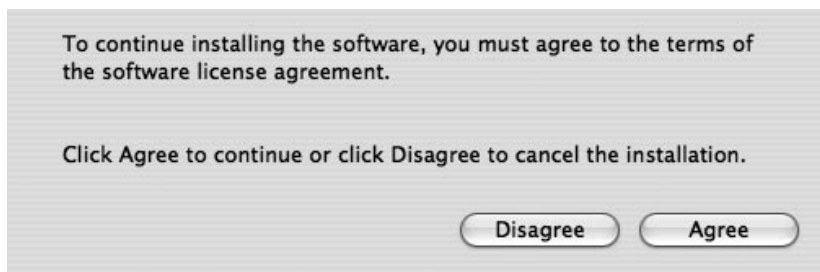 To continue installing the software, you must agree to the terms of
the software license agreement.
Click Agree to continue or click Disagree to cancel the installation.
Disagree Agree